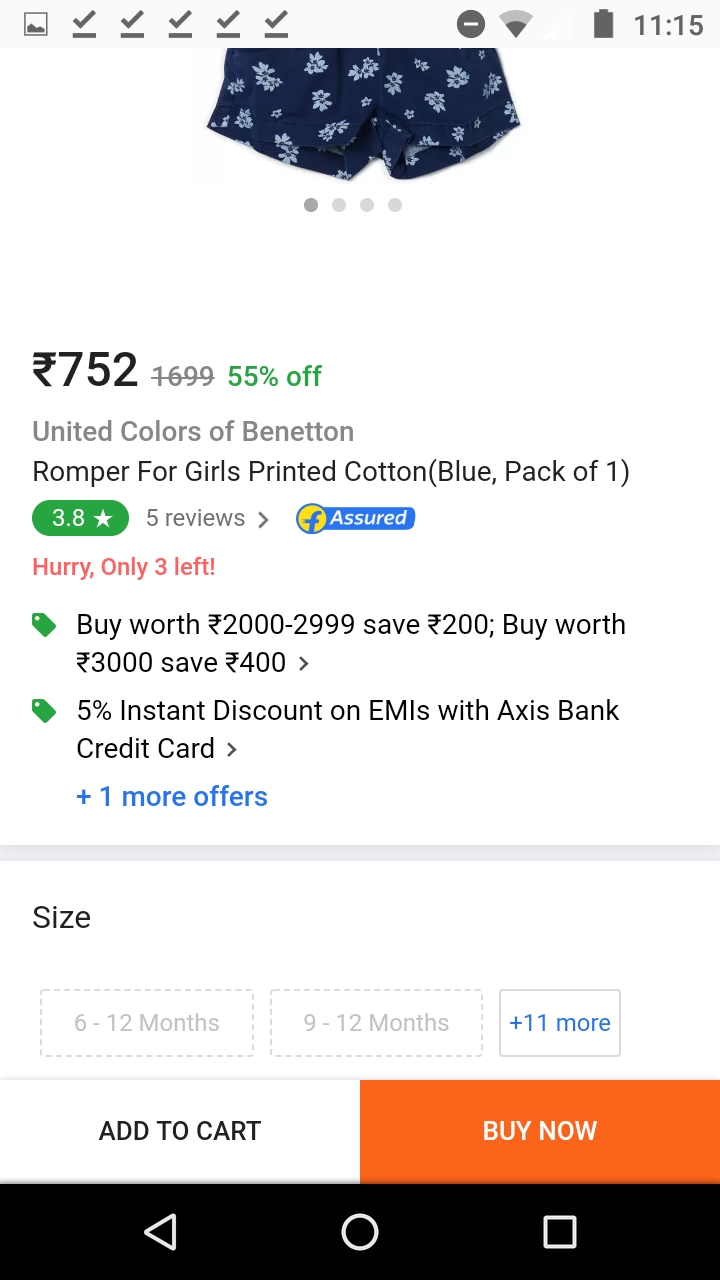 11:15
₹752 1699 55% off
United Colors of Benetton
Romper For Girls Printed Cotton(Blue, Pack of 1)
3.8 ★ 5 reviews Assured
Hurry, Only 3 left!
Buy worth ₹2000-2999 save ₹200; Buy worth
₹3000 save ₹400
5% Instant Discount on EMIs with Axis Bank
Credit Card
+ 1 more offers
Size
6 - 12 Months 9 - 12 Months +11 more
ADD TO CART BUY NOW